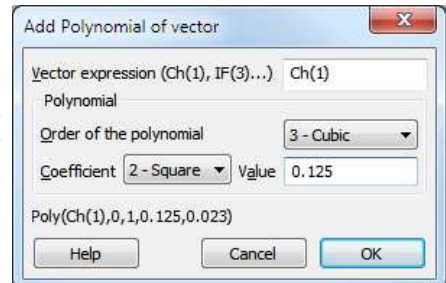 Add Polynomial of vector
Vector expression (Ch(1), IF(3)...) Ch(1)
Polynomial
Order of the polynomial 3 - Cubic
Coefficient 2 - Square Value 0.125
Poly(Ch(1),0,1,0.125,0.023)
Help Cancel OK